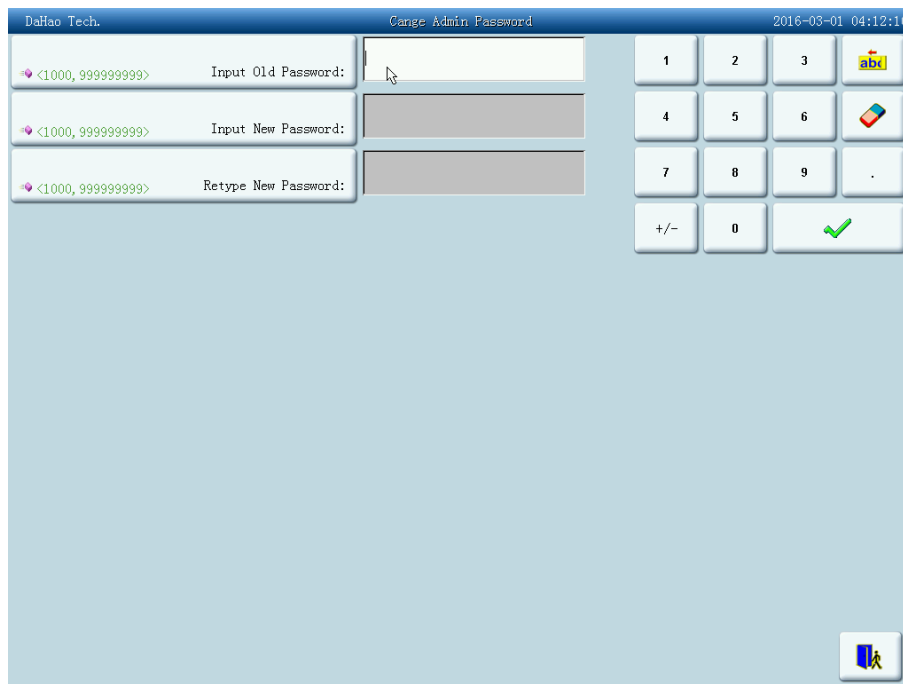 DaHao Tech. Cange Admin Password 2016-03-01 04:12:1
<1000, 999999999> Input Old Password: 1 2 3 abc
<1000, 999999999> Input New Password: 4 5 6
<1000, 999999999> Retype New Password: 7 8 9 .
+/- 0